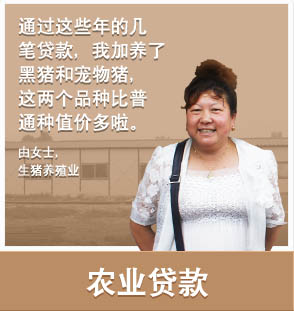 通过这些年的几
笔贷款，我加养了
黑猪和宠物猪，
这两个品种比普
通种值价多啦。
由女士，
生猪养殖业
农业贷款